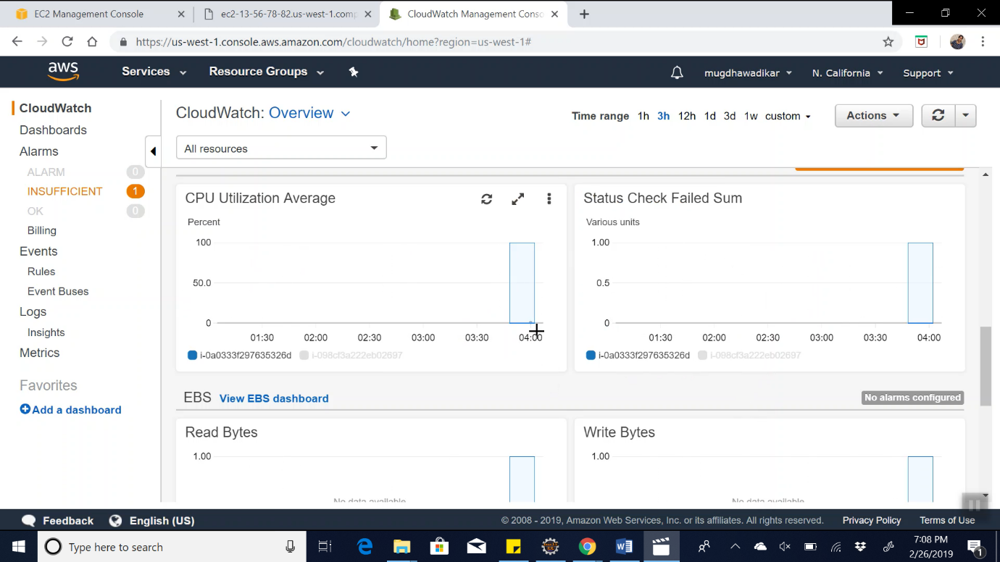 EC2 Management Console
ec2-13-56-78-82.us-west-1.comp
CloudWatch Management Conso
https://us-west-1.console.aws.amazon.com/cloudwatch/home?region=us-west-1#
aws Services Resource Groups mugdhawadikar N. California Support
CloudWatch
Dashboards
Alarms
ALARM 0
INSUFFICIENT 1
OK 0
Billing
Events
Rules
Event Buses
Logs
Insights
Metrics
Favorites
Add a dashboard
CloudWatch: Overview
Time range 1h 3h 12h 1d 3d 1w custom
Actions
All resources
CPU Utilization Average
Percent
100
50.0
0
01:30 02:00 02:30 03:00 03:30 04:00
i-0a0333f297635326d i-098cf3a222eb02697
Status Check Failed Sum
Various units
1.00
0.5
0
01:30 02:00 02:30 03:00 03:30 04:00
i-0a0333f297635326d i-098cf3a222eb02697
EBS View EBS dashboard
No alarms configured
Read Bytes
1.00
No data available
Write Bytes
1.00
No data available
Feedback English (US)
© 2008 - 2019, Amazon Web Services, Inc. or its affiliates. All rights reserved. Privacy Policy Terms of Use
Type here to search
7:08 PM
2/26/2019
1